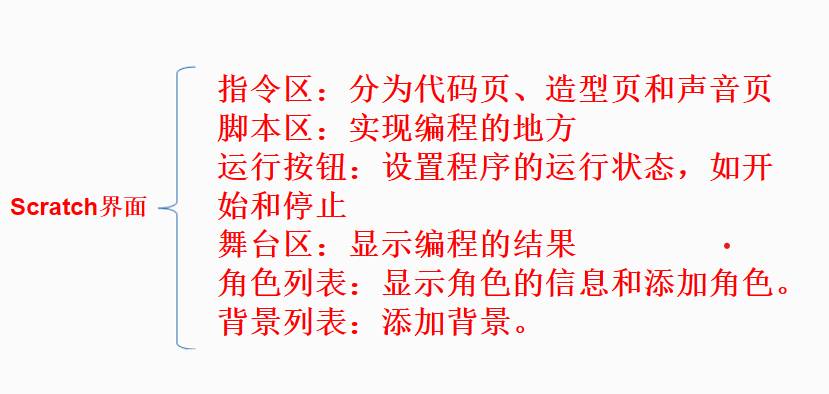 指令区：分为代码页、造型页和声音页
脚本区：实现编程的地方
运行按钮：设置程序的运行状态，如开
始和停止
Scratch界面
舞台区：显示编程的结果
角色列表：显示角色的信息和添加角色。
背景列表：添加背景。